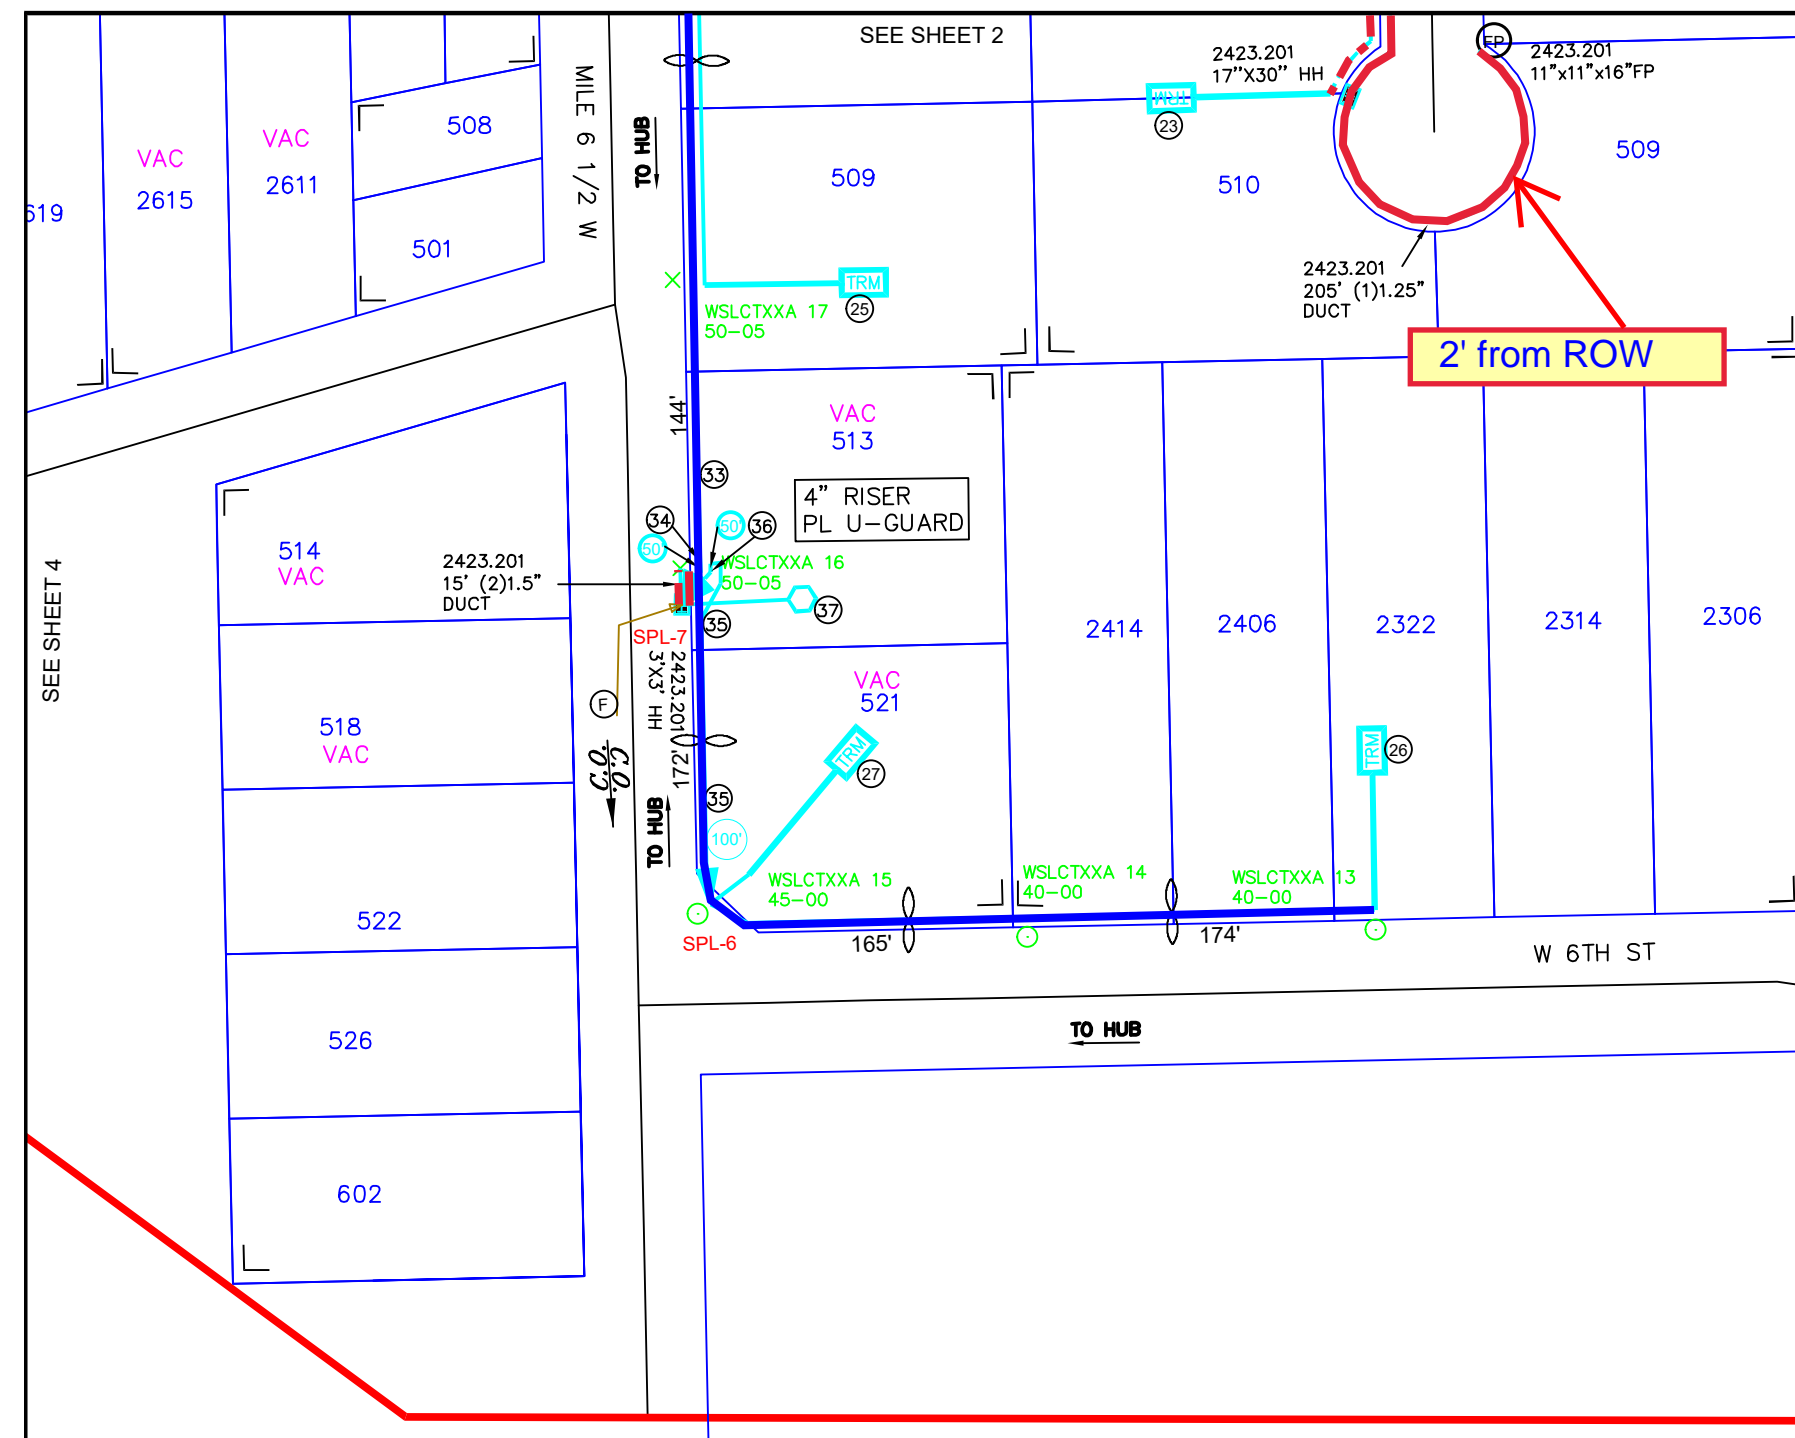 SEE SHEET 2
2423.201
17"X30" HH
FP
2423.201
11"x11"x16"FP
TRM
23
MILE 6 1/2 W
TO HUB
VAC
2615
VAC
2611
508
501
619
509
510
509
TRM
25
WSLCTXXA 17
50-05
2423.201
205' (1)1.25"
DUCT
2' from ROW
144'
VAC
513
33
4" RISER
PL U-GUARD
34
50'
50'
36
WSLCTXXA 16
50-05
2423.201
15' (2)1.5"
DUCT
514
VAC
SEE SHEET 4
35
37
SPL-7
2423.201
3'X3' HH
2414
2406
2322
2314
2306
VAC
521
F
518
VAC
C.O.
172'
TRM
27
TRM
26
35
TO HUB
100'
WSLCTXXA 15
45-00
WSLCTXXA 14
40-00
WSLCTXXA 13
40-00
522
SPL-6
165'
174'
W 6TH ST
526
TO HUB
602